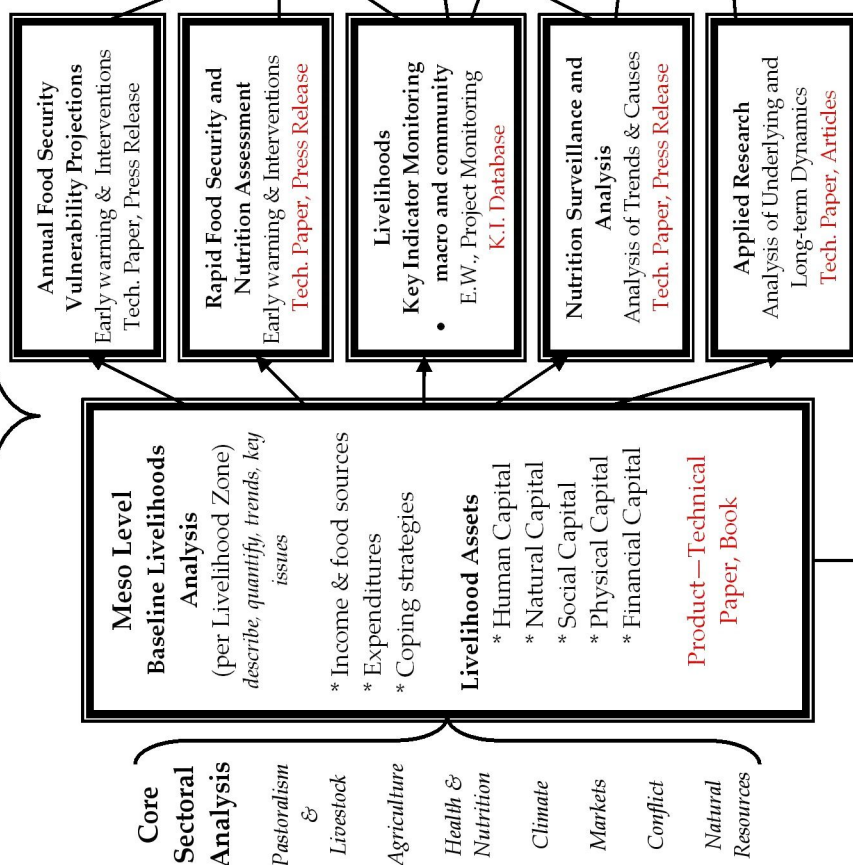 Core
Sectoral
Analysis
Pastoralism
&
Livestock
Agriculture
Health &
Nutrition
Climate
Markets
Conflict
Natural
Resources
Meso Level
Baseline Livelihoods
Analysis
(per Livelihood Zone)
describe, quantify, trends, key
issues
* Income & food sources
* Expenditures
* Coping strategies
Livelihood Assets
* Human Capital
* Natural Capital
* Social Capital
* Physical Capital
* Financial Capital
Product—Technical
Paper, Book
Annual Food Security
Vulnerability Projections
Early warning & Interventions
Tech. Paper, Press Release
Rapid Food Security and
Nutrition Assessment
Early warning & Interventions
Tech. Paper, Press Release
Livelihoods
Key Indicator Monitoring
• macro and community
E.W., Project Monitoring
K.I. Database
Nutrition Surveillance and
Analysis
Analysis of Trends & Causes
Tech. Paper, Press Release
Applied Research
Analysis of Underlying and
Long-term Dynamics
Tech. Paper, Articles